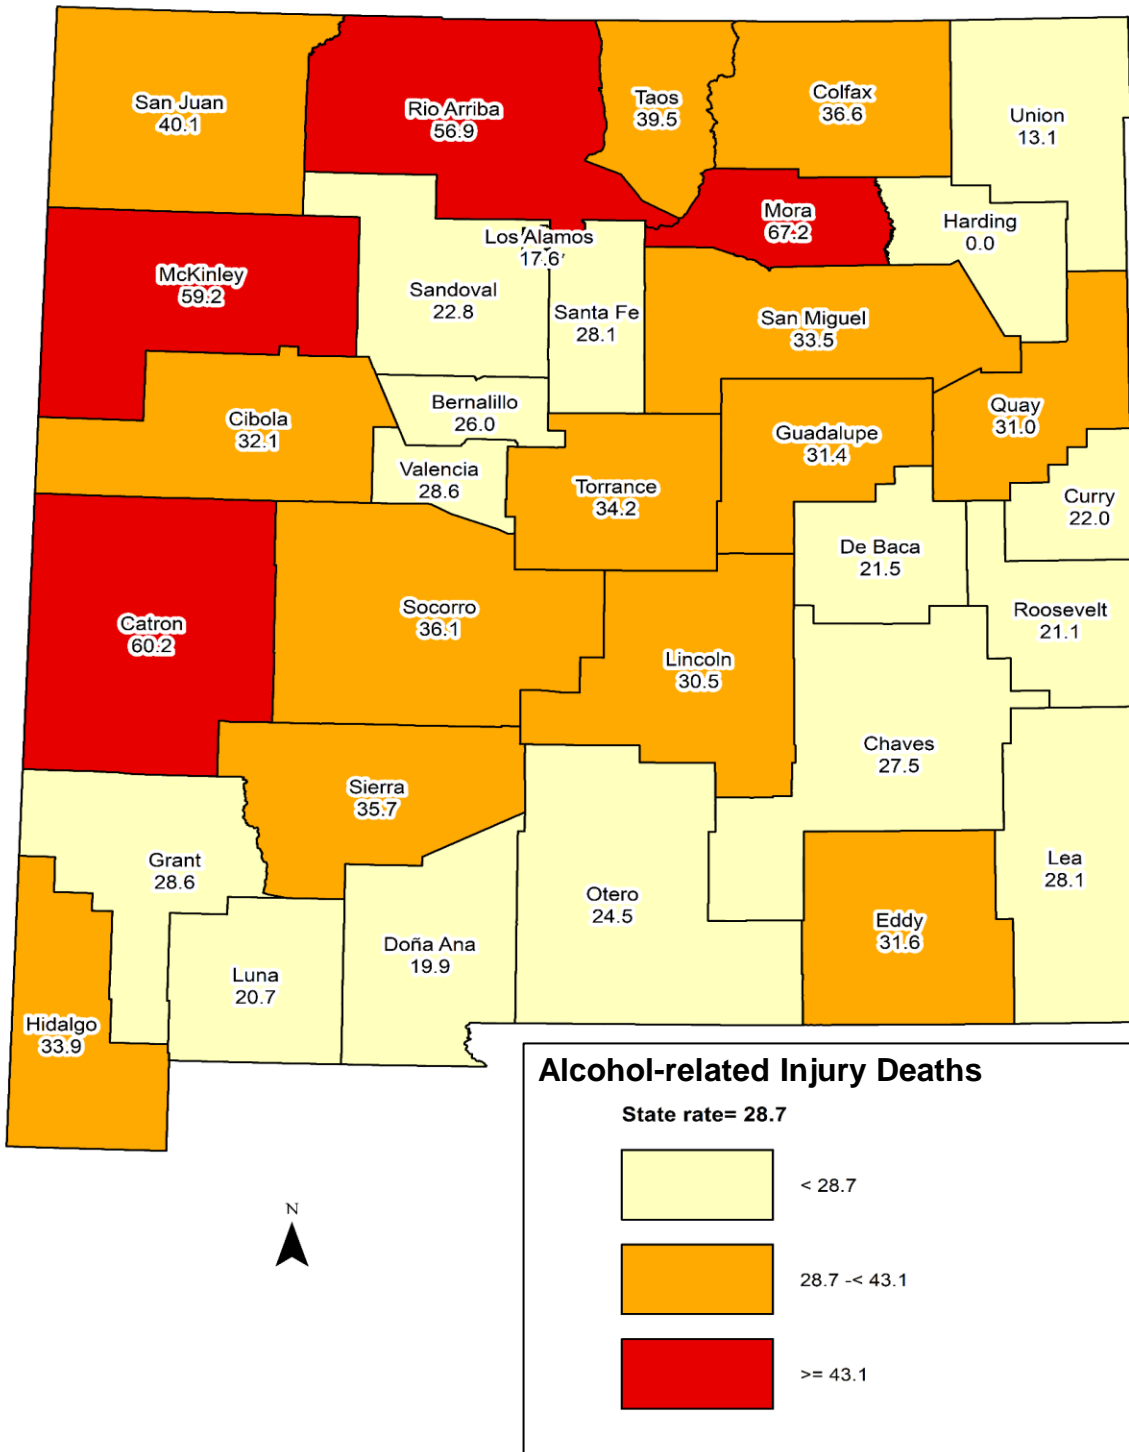 San Juan
40.1
Rio Arriba
56.9
Taos
39.5
Colfax
36.6
Union
13.1
Mora
67.2
Harding
0.0
Los Alamos
17.6
McKinley
59.2
Sandoval
22.8
Santa Fe
28.1
San Miguel
33.5
Cibola
32.1
Bernalillo
26.0
Guadalupe
31.4
Quay
31.0
Valencia
28.6
Torrance
34.2
Curry
22.0
De Baca
21.5
Roosevelt
21.1
Catron
60.2
Socorro
36.1
Lincoln
30.5
Chaves
27.5
Sierra
35.7
Grant
28.6
Otero
24.5
Lea
28.1
Eddy
31.6
Doña Ana
19.9
Luna
20.7
Hidalgo
33.9
Alcohol-related Injury Deaths
State rate= 28.7
< 28.7
28.7 -< 43.1
>= 43.1
N